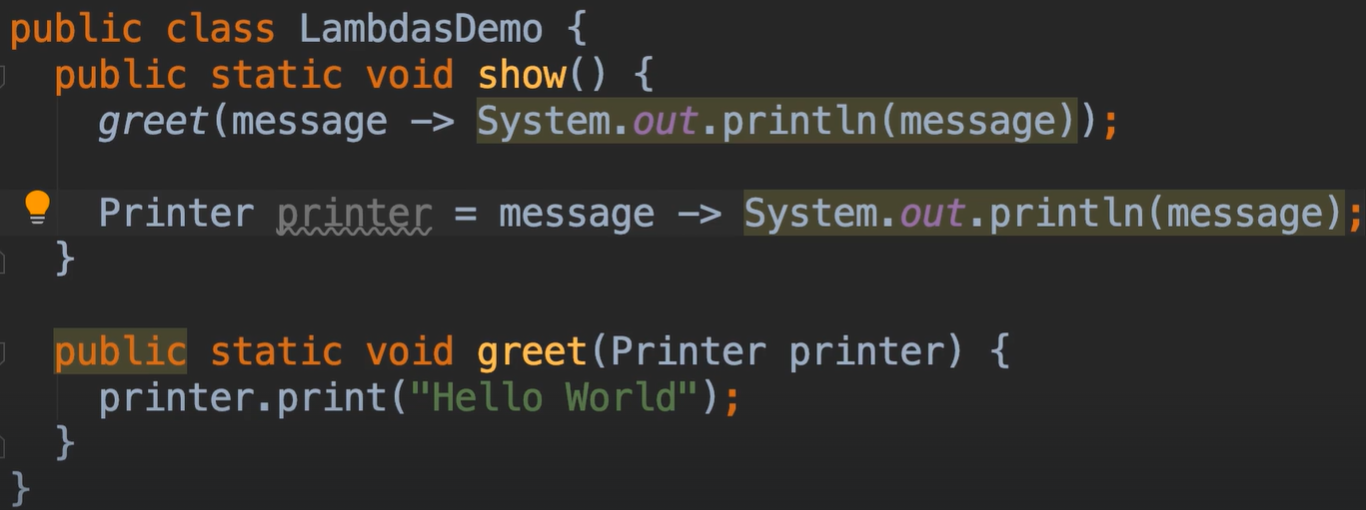 public class LambdasDemo {
  public static void show() {
    greet(message -> System.out.println(message));
    Printer printer = message -> System.out.println(message);
  }
  public static void greet(Printer printer) {
    printer.print("Hello World");
  }
}